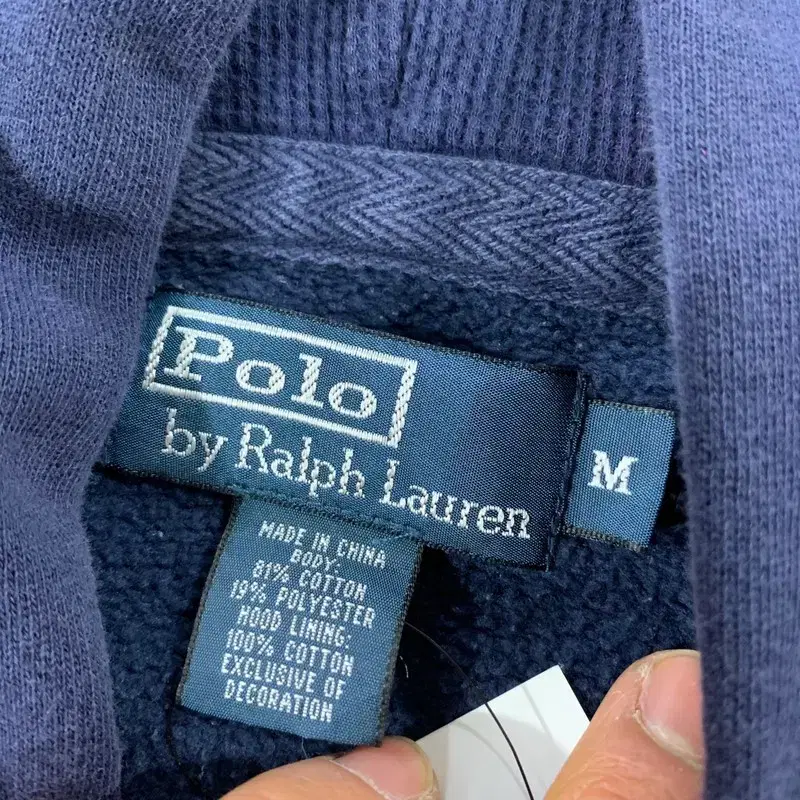 Polo
by Ralph Lauren
M
MADE IN CHINA
BODY:
81% COTTON
19% POLYESTER
HOOD LINING:
100% COTTON
EXCLUSIVE OF
DECORATION